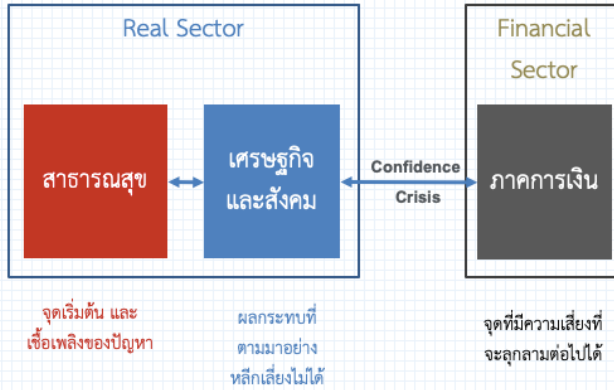 Real Sector
Financial
Sector
สาธารณสุข
เศรษฐกิจ
และสังคม
Confidence
Crisis
ภาคการเงิน
จุดเริ่มต้น และ
เชื้อเพลิงของปัญหา
ผลกระทบที่
ตามมาอย่าง
หลีกเลี่ยงไม่ได้
จุดที่มีความเสี่ยงที่
จะลุกลามต่อไปได้